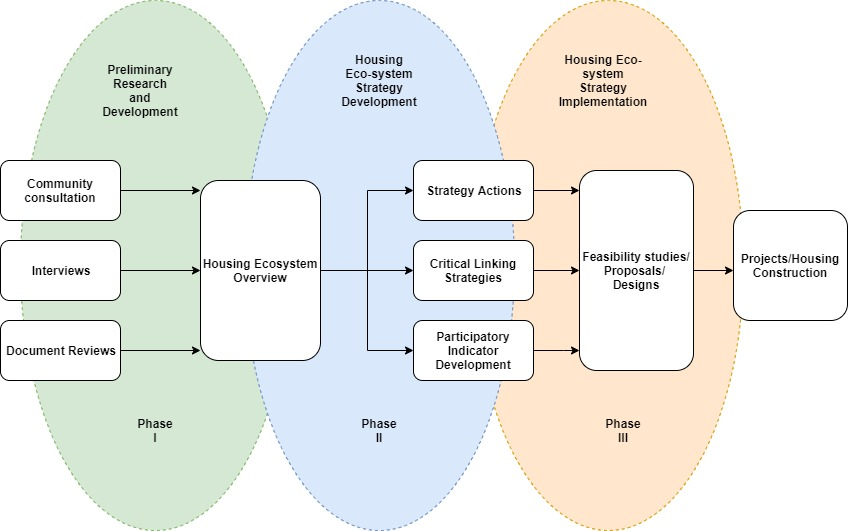 Preliminary
Research
and
Development
Housing
Eco-system
Strategy
Development
Housing Eco-
system
Strategy
Implementation
Community
consultation
Interviews
Document Reviews
Housing Ecosystem
Overview
Strategy Actions
Critical Linking
Strategies
Participatory
Indicator
Development
Feasibility studies/
Proposals/
Designs
Projects/Housing
Construction
Phase
I
Phase
II
Phase
III